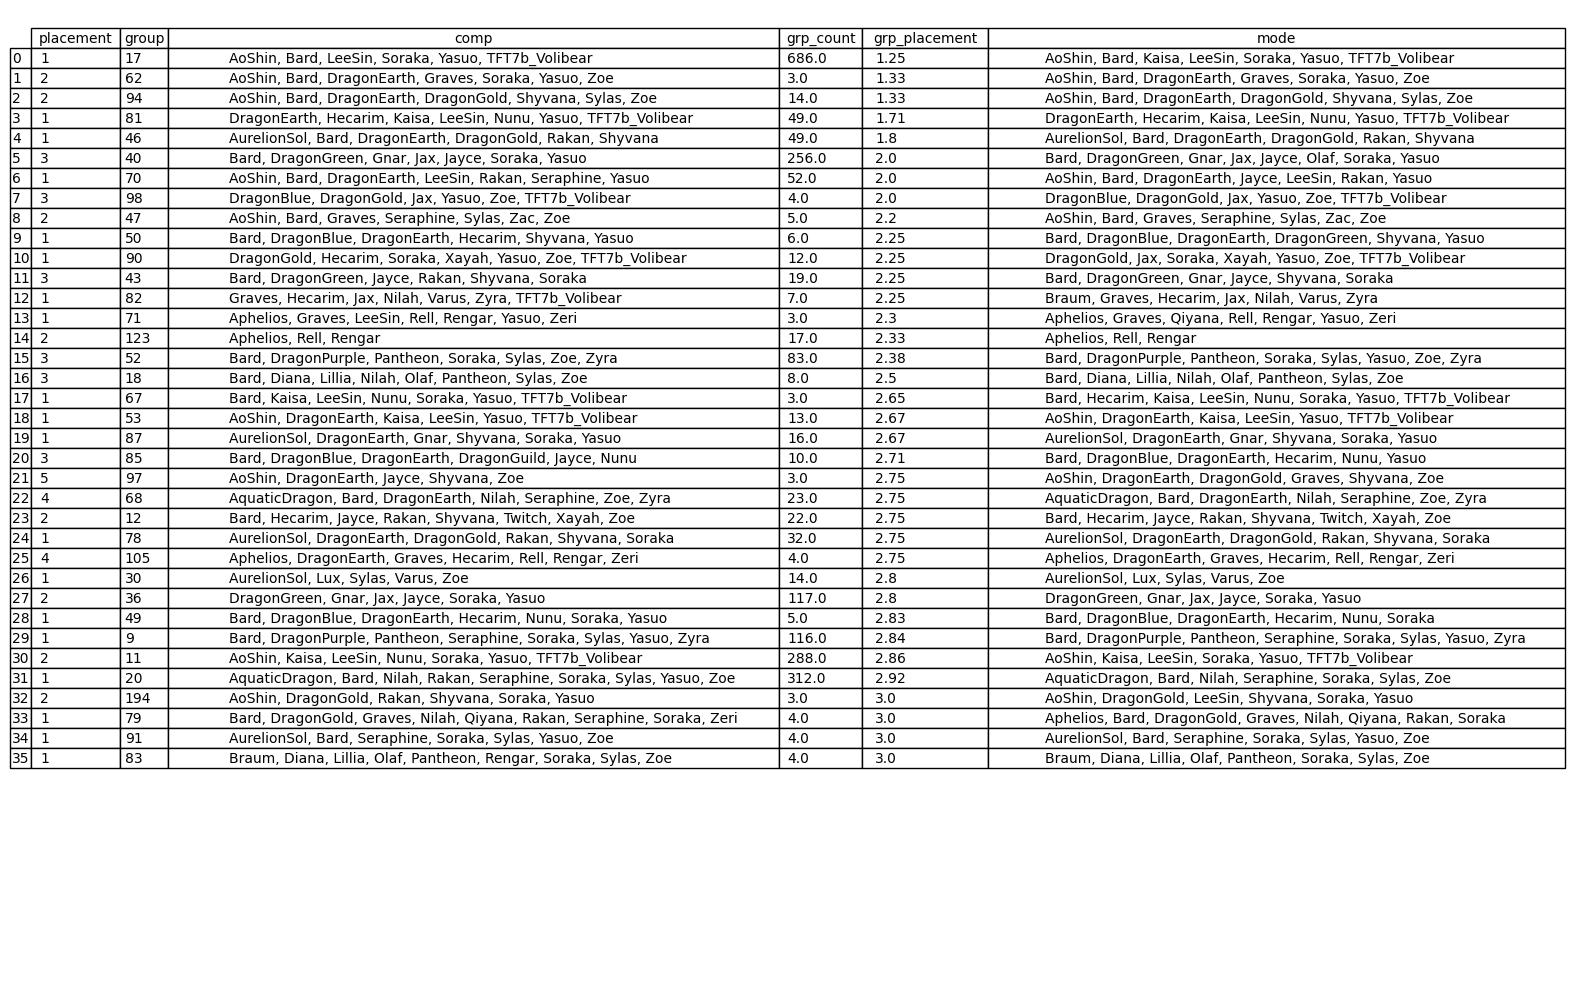 placement group comp grp_count grp_placement mode
0 1 17 AoShin, Bard, LeeSin, Soraka, Yasuo, TFT7b_Volibear 686.0 1.25 AoShin, Bard, Kaisa, LeeSin, Soraka, Yasuo, TFT7b_Volibear
1 2 62 AoShin, Bard, DragonEarth, Graves, Soraka, Yasuo, Zoe 3.0 1.33 AoShin, Bard, DragonEarth, Graves, Soraka, Yasuo, Zoe
2 2 94 AoShin, Bard, DragonEarth, DragonGold, Shyvana, Sylas, Zoe 14.0 1.33 AoShin, Bard, DragonEarth, DragonGold, Shyvana, Sylas, Zoe
3 1 81 DragonEarth, Hecarim, Kaisa, LeeSin, Nunu, Yasuo, TFT7b_Volibear 49.0 1.71 DragonEarth, Hecarim, Kaisa, LeeSin, Nunu, Yasuo, TFT7b_Volibear
4 1 46 AurelionSol, Bard, DragonEarth, DragonGold, Rakan, Shyvana 49.0 1.8 AurelionSol, Bard, DragonEarth, DragonGold, Rakan, Shyvana
5 3 40 Bard, DragonGreen, Gnar, Jax, Jayce, Soraka, Yasuo 256.0 2.0 Bard, DragonGreen, Gnar, Jax, Jayce, Olaf, Soraka, Yasuo
6 1 70 AoShin, Bard, DragonEarth, LeeSin, Rakan, Seraphine, Yasuo 52.0 2.0 AoShin, Bard, DragonEarth, Jayce, LeeSin, Rakan, Yasuo
7 3 98 DragonBlue, DragonGold, Jax, Yasuo, Zoe, TFT7b_Volibear 4.0 2.0 DragonBlue, DragonGold, Jax, Yasuo, Zoe, TFT7b_Volibear
8 2 47 AoShin, Bard, Graves, Seraphine, Sylas, Zac, Zoe 5.0 2.2 AoShin, Bard, Graves, Seraphine, Sylas, Zac, Zoe
9 1 50 Bard, DragonBlue, DragonEarth, Hecarim, Shyvana, Yasuo 6.0 2.25 Bard, DragonBlue, DragonEarth, DragonGreen, Shyvana, Yasuo
10 1 90 DragonGold, Hecarim, Soraka, Xayah, Yasuo, Zoe, TFT7b_Volibear 12.0 2.25 DragonGold, Jax, Soraka, Xayah, Yasuo, Zoe, TFT7b_Volibear
11 3 43 Bard, DragonGreen, Jayce, Rakan, Shyvana, Soraka 19.0 2.25 Bard, DragonGreen, Gnar, Jayce, Shyvana, Soraka
12 1 82 Graves, Hecarim, Jax, Nilah, Varus, Zyra, TFT7b_Volibear 7.0 2.25 Braum, Graves, Hecarim, Jax, Nilah, Varus, Zyra
13 1 71 Aphelios, Graves, LeeSin, Rell, Rengar, Yasuo, Zeri 3.0 2.3 Aphelios, Graves, Qiyana, Rell, Rengar, Yasuo, Zeri
14 2 123 Aphelios, Rell, Rengar 17.0 2.33 Aphelios, Rell, Rengar
15 3 52 Bard, DragonPurple, Pantheon, Soraka, Sylas, Zoe, Zyra 83.0 2.38 Bard, DragonPurple, Pantheon, Soraka, Sylas, Yasuo, Zoe, Zyra
16 3 18 Bard, Diana, Lillia, Nilah, Olaf, Pantheon, Sylas, Zoe 8.0 2.5 Bard, Diana, Lillia, Nilah, Olaf, Pantheon, Sylas, Zoe
17 1 67 Bard, Kaisa, LeeSin, Nunu, Soraka, Yasuo, TFT7b_Volibear 3.0 2.65 Bard, Hecarim, Kaisa, LeeSin, Nunu, Soraka, Yasuo, TFT7b_Volibear
18 1 53 AoShin, DragonEarth, Kaisa, LeeSin, Yasuo, TFT7b_Volibear 13.0 2.67 AoShin, DragonEarth, Kaisa, LeeSin, Yasuo, TFT7b_Volibear
19 1 87 AurelionSol, DragonEarth, Gnar, Shyvana, Soraka, Yasuo 16.0 2.67 AurelionSol, DragonEarth, Gnar, Shyvana, Soraka, Yasuo
20 3 85 Bard, DragonBlue, DragonEarth, DragonGuild, Jayce, Nunu 10.0 2.71 Bard, DragonBlue, DragonEarth, Hecarim, Nunu, Yasuo
21 5 97 AoShin, DragonEarth, Jayce, Shyvana, Zoe 3.0 2.75 AoShin, DragonEarth, DragonGold, Graves, Shyvana, Zoe
22 4 68 AquaticDragon, Bard, DragonEarth, Nilah, Seraphine, Zoe, Zyra 23.0 2.75 AquaticDragon, Bard, DragonEarth, Nilah, Seraphine, Zoe, Zyra
23 2 12 Bard, Hecarim, Jayce, Rakan, Shyvana, Twitch, Xayah, Zoe 22.0 2.75 Bard, Hecarim, Jayce, Rakan, Shyvana, Twitch, Xayah, Zoe
24 1 78 AurelionSol, DragonEarth, DragonGold, Rakan, Shyvana, Soraka 32.0 2.75 AurelionSol, DragonEarth, DragonGold, Rakan, Shyvana, Soraka
25 4 105 Aphelios, DragonEarth, Graves, Hecarim, Rell, Rengar, Zeri 4.0 2.75 Aphelios, DragonEarth, Graves, Hecarim, Rell, Rengar, Zeri
26 1 30 AurelionSol, Lux, Sylas, Varus, Zoe 14.0 2.8 AurelionSol, Lux, Sylas, Varus, Zoe
27 2 36 DragonGreen, Gnar, Jax, Jayce, Soraka, Yasuo 117.0 2.8 DragonGreen, Gnar, Jax, Jayce, Soraka, Yasuo
28 1 49 Bard, DragonBlue, DragonEarth, Hecarim, Nunu, Soraka, Yasuo 5.0 2.83 Bard, DragonBlue, DragonEarth, Hecarim, Nunu, Soraka
29 1 9 Bard, DragonPurple, Pantheon, Seraphine, Soraka, Sylas, Yasuo, Zyra 116.0 2.84 Bard, DragonPurple, Pantheon, Seraphine, Soraka, Sylas, Yasuo, Zyra
30 2 11 AoShin, Kaisa, LeeSin, Nunu, Soraka, Yasuo, TFT7b_Volibear 288.0 2.86 AoShin, Kaisa, LeeSin, Soraka, Yasuo, TFT7b_Volibear
31 1 20 AquaticDragon, Bard, Nilah, Rakan, Seraphine, Soraka, Sylas, Yasuo, Zoe 312.0 2.92 AquaticDragon, Bard, Nilah, Seraphine, Soraka, Sylas, Zoe
32 2 194 AoShin, DragonGold, Rakan, Shyvana, Soraka, Yasuo 3.0 3.0 AoShin, DragonGold, LeeSin, Shyvana, Soraka, Yasuo
33 1 79 Bard, DragonGold, Graves, Nilah, Qiyana, Rakan, Seraphine, Soraka, Zeri 4.0 3.0 Aphelios, Bard, DragonGold, Graves, Nilah, Qiyana, Rakan, Soraka
34 1 91 AurelionSol, Bard, Seraphine, Soraka, Sylas, Yasuo, Zoe 4.0 3.0 AurelionSol, Bard, Seraphine, Soraka, Sylas, Yasuo, Zoe
35 1 83 Braum, Diana, Lillia, Olaf, Pantheon, Rengar, Soraka, Sylas, Zoe 4.0 3.0 Braum, Diana, Lillia, Olaf, Pantheon, Soraka, Sylas, Zoe